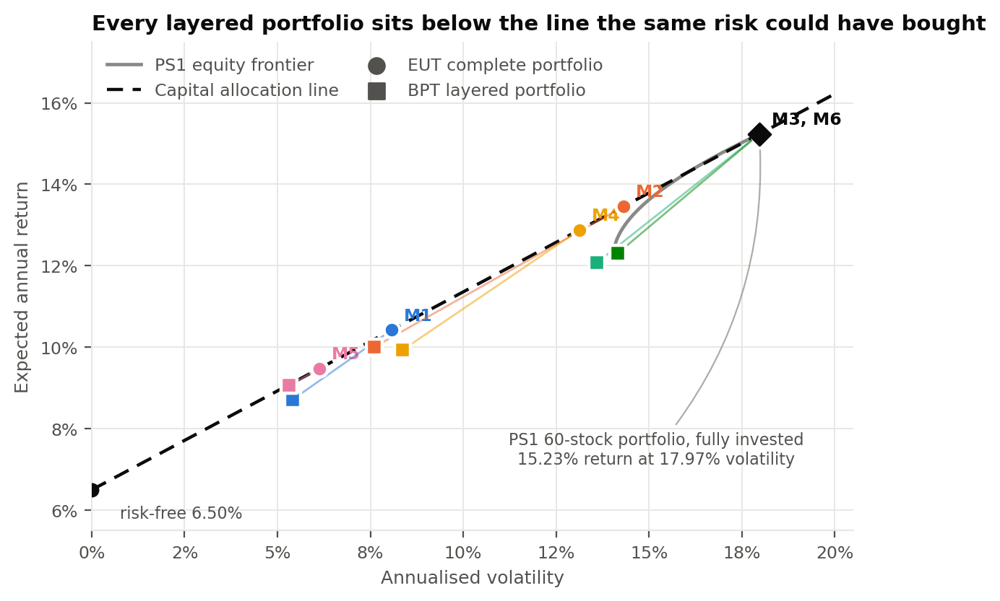 Every layered portfolio sits below the line the same risk could have bought
PS1 equity frontier
Capital allocation line
EUT complete portfolio
BPT layered portfolio
16%
14%
12%
10%
8%
6%
Expected annual return
M3, M6
M2
M4
M1
M5
PS1 60-stock portfolio, fully invested
15.23% return at 17.97% volatility
risk-free 6.50%
0%
2%
5%
8%
10%
12%
15%
18%
20%
Annualised volatility